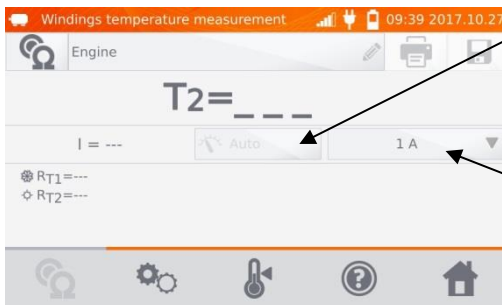 Windings temperature measurement 09:39 2017.10.27
Engine
T2=_ _ _
I = --- Auto 1 A
RT1=---
RT2=---